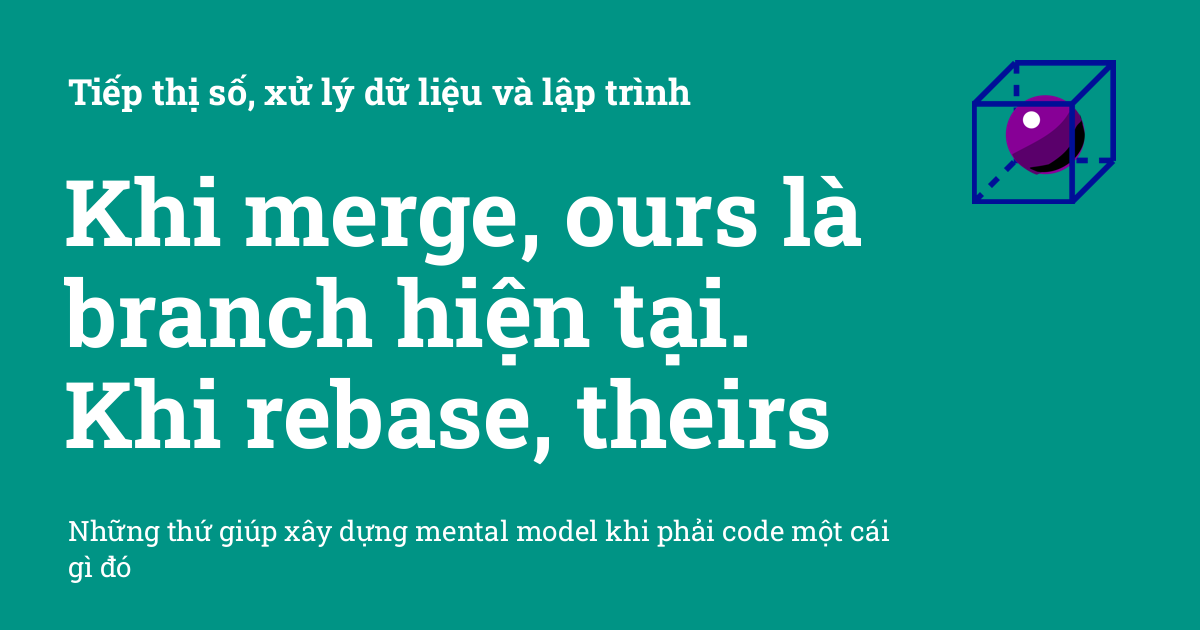 Tiếp thị số, xử lý dữ liệu và lập trình
Khi merge, ours là
branch hiện tại.
Khi rebase, theirs
Những thứ giúp xây dựng mental model khi phải code một cái
gì đó